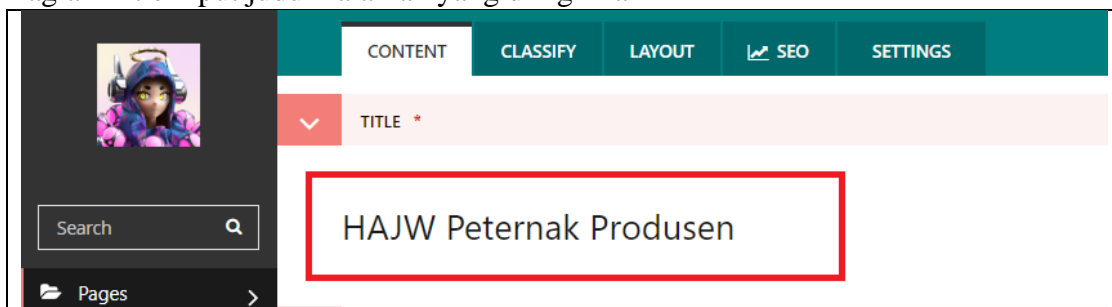 CONTENT CLASSIFY LAYOUT SEO SETTINGS
TITLE *
HAJW Peternak Produsen
Search
Pages